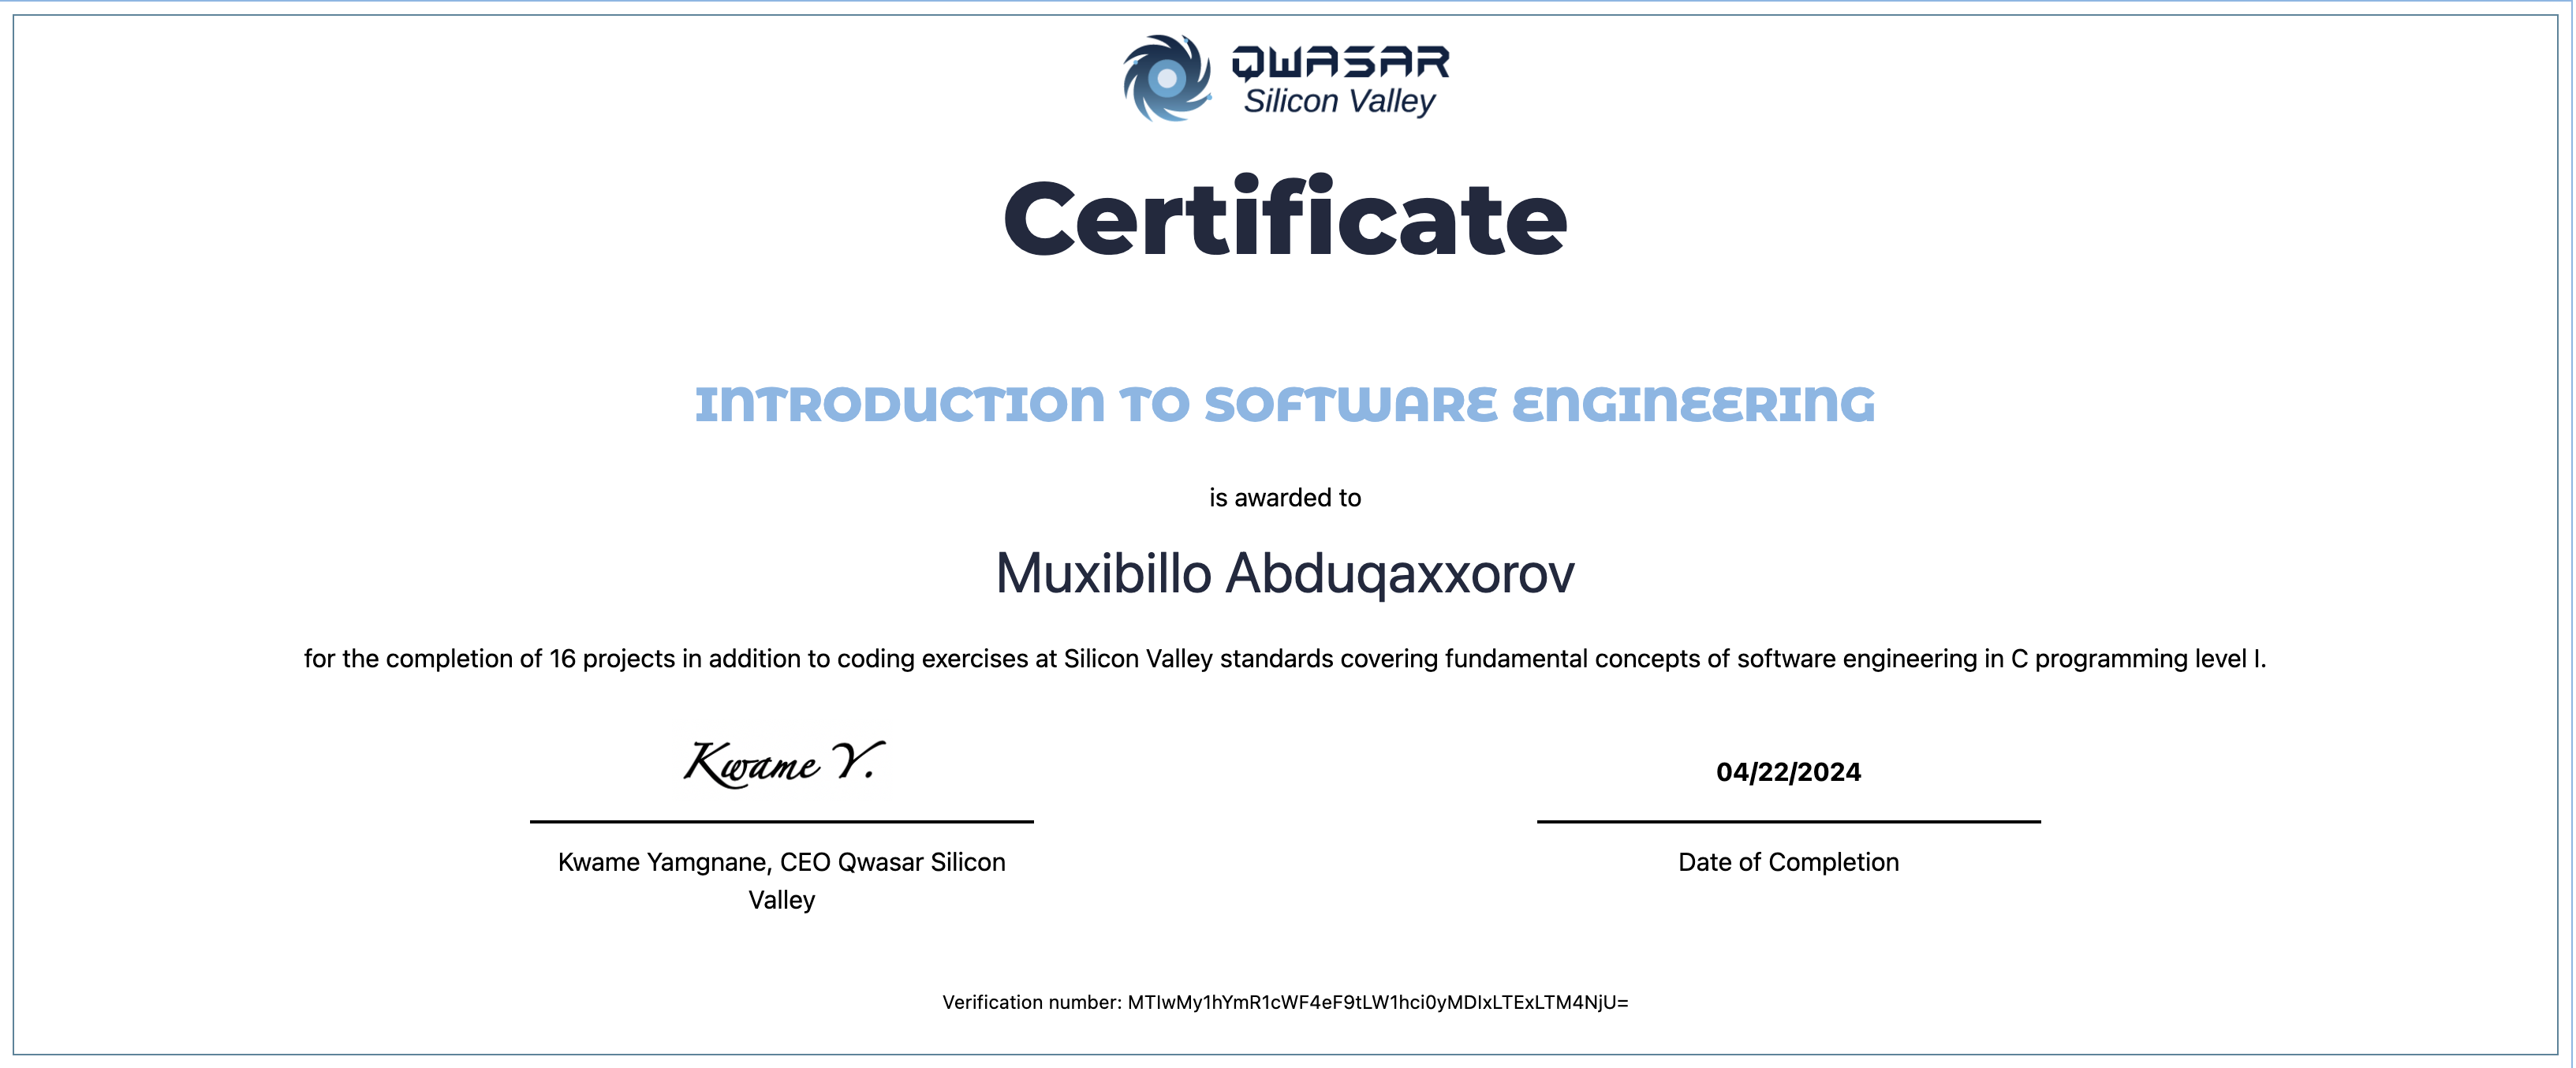 QWASAR
Silicon Valley
Certificate
INTRODUCTION TO SOFTWARE ENGINEERING
is awarded to
Muxibillo Abduqaxxorov
for the completion of 16 projects in addition to coding exercises at Silicon Valley standards covering fundamental concepts of software engineering in C programming level I.
Kwame Y.
04/22/2024
Kwame Yamgnane, CEO Qwasar Silicon
Valley
Date of Completion
Verification number: MTIwMy1hYmR1cWF4eF9tLW1hci0yMDIxLTExLTM4NjU=